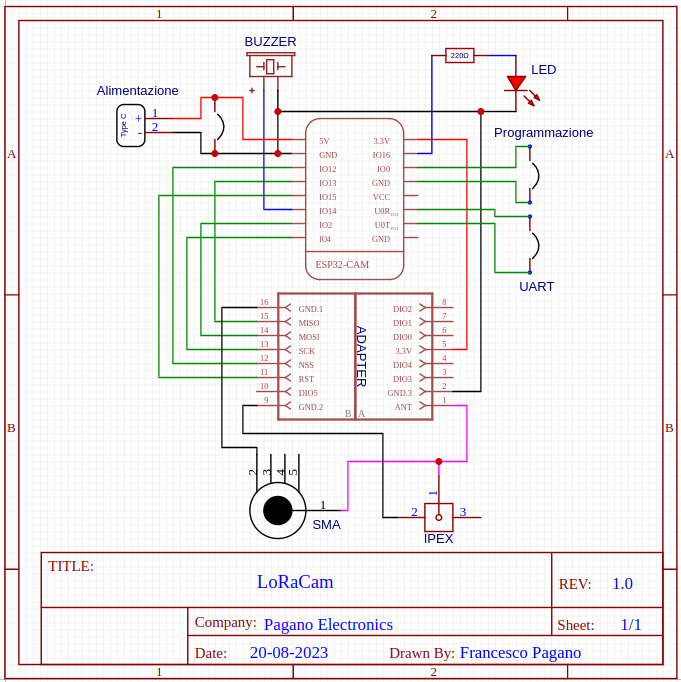 1 2
BUZZER
+
220Ω
LED
Alimentazione
Type C
+ 1
- 2
Programmazione
A A
5V 3.3V
GND IO16
IO12 IO0
IO13 GND
IO15 VCC
IO14 U0R
IO2 U0T
IO4 GND
ESP32-CAM
UART
16 GND.1 DIO2 8
15 MISO DIO1 7
14 MOSI DIO0 6
13 SCK 3.3V 5
12 NSS DIO4 4
11 RST DIO3 3
10 DIO5 GND.3 2
9 GND.2 ANT 1
ADAPTER
B A
B B
2 3 4 5
1
SMA
1
2 3
IPEX
TITLE:
LoRaCam
REV: 1.0
Company: Pagano Electronics
Sheet: 1/1
Date: 20-08-2023
Drawn By: Francesco Pagano
1 2